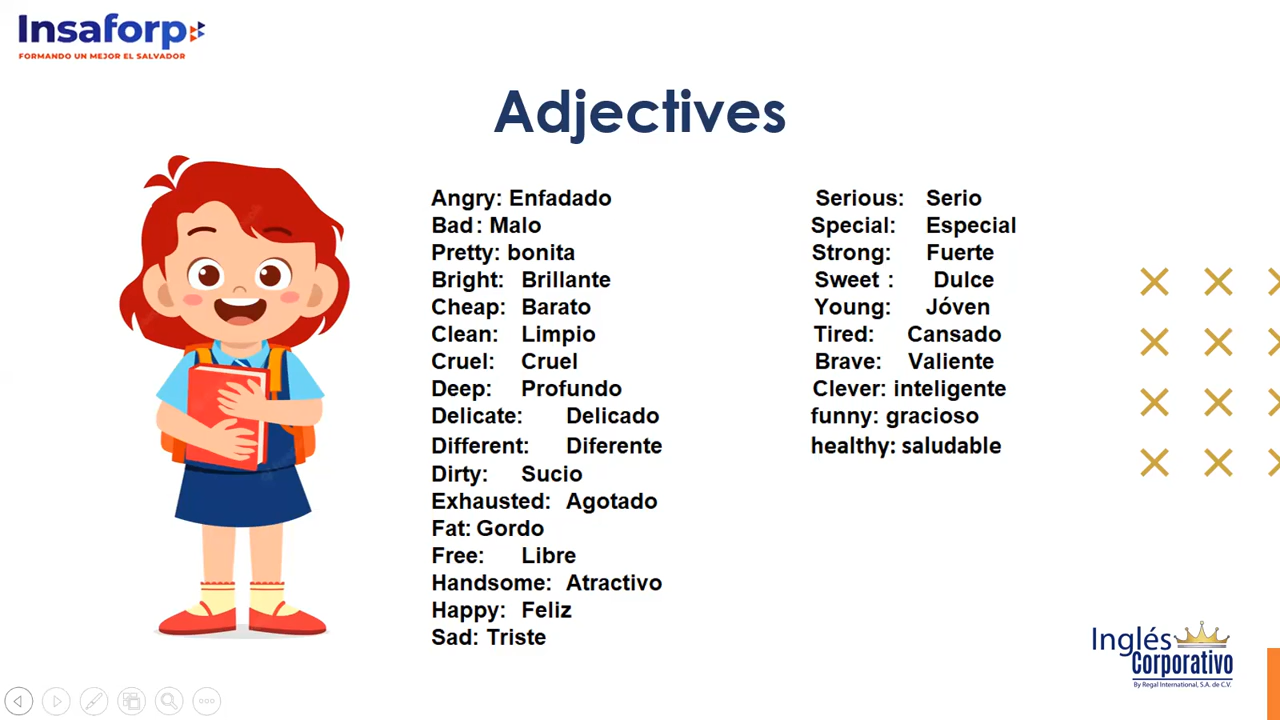 Insaforp
FORMANDO UN MEJOR EL SALVADOR
Adjectives
Angry: Enfadado
Bad: Malo
Pretty: bonita
Bright: Brillante
Cheap: Barato
Clean: Limpio
Cruel: Cruel
Deep: Profundo
Delicate: Delicado
Different: Diferente
Dirty: Sucio
Exhausted: Agotado
Fat: Gordo
Free: Libre
Handsome: Atractivo
Happy: Feliz
Sad: Triste
Serious: Serio
Special: Especial
Strong: Fuerte
Sweet : Dulce
Young: Jóven
Tired: Cansado
Brave: Valiente
Clever: inteligente
funny: gracioso
healthy: saludable
Inglés
Corporativo
By Regal International, S.A. de C.V.